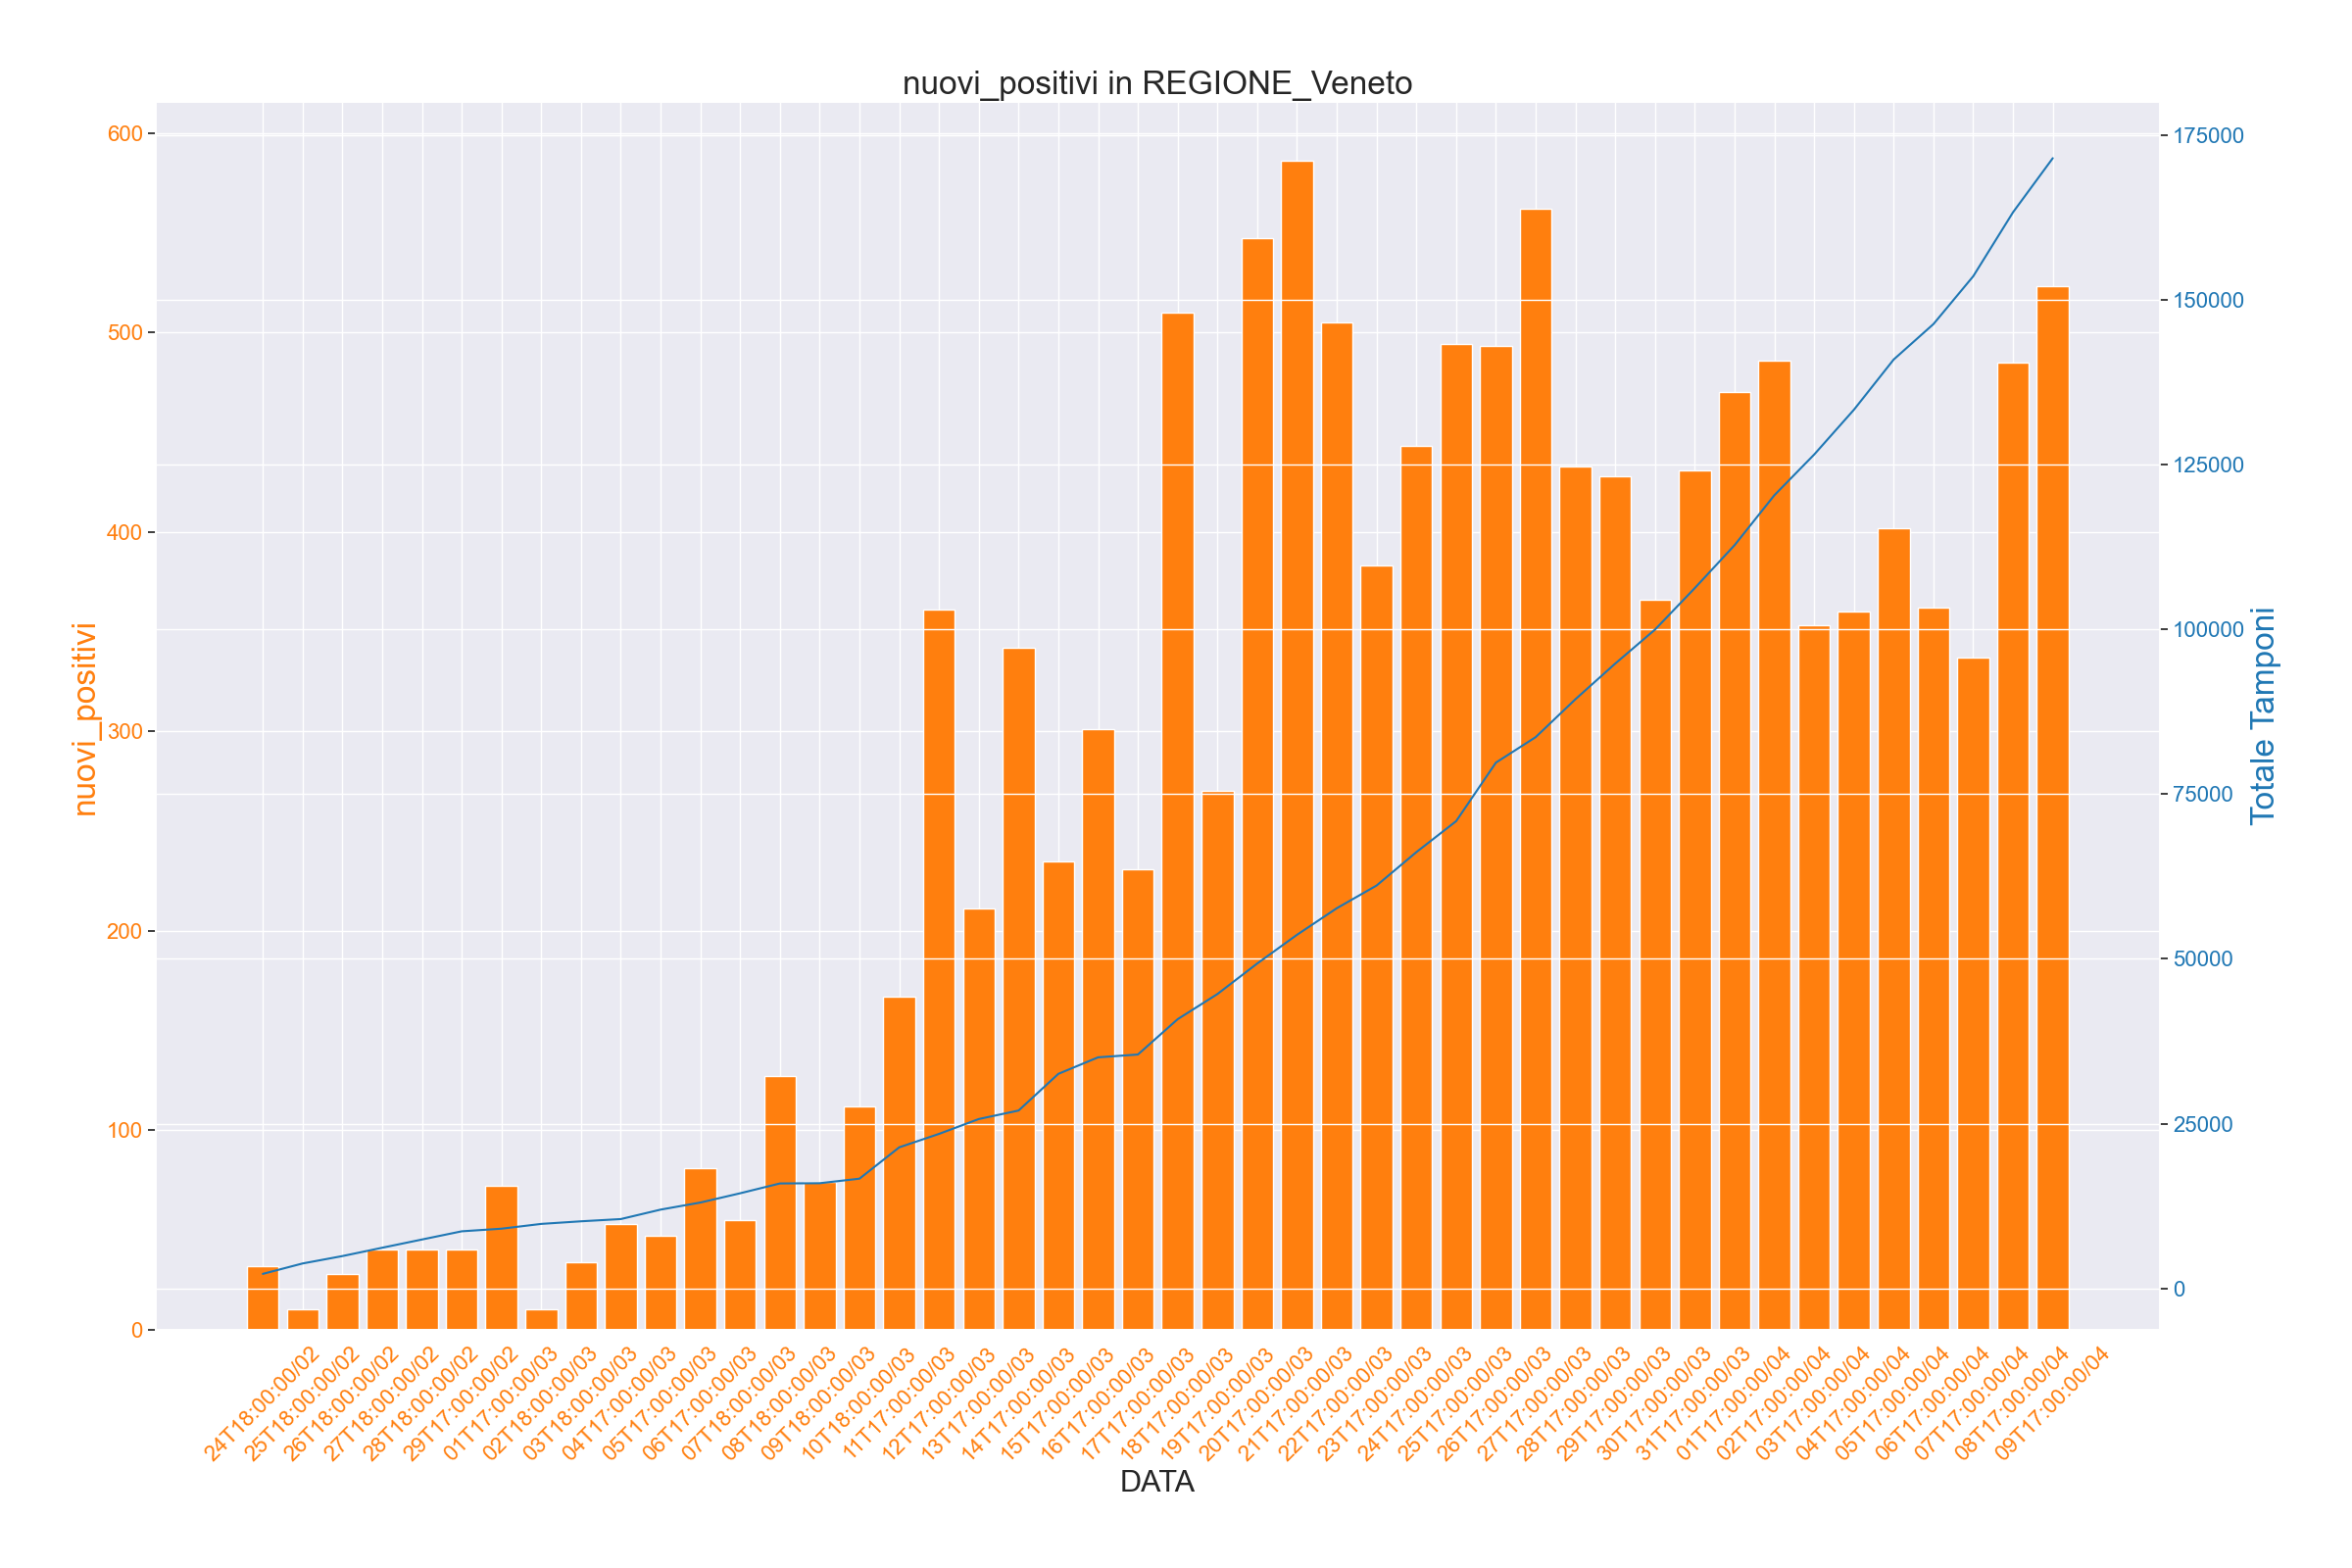 nuovi_positivi in REGIONE_Veneto
600
500
400
300
200
100
0
nuovi_positivi
175000
150000
125000
100000
75000
50000
25000
0
Totale Tamponi
24T18:00:00/02
25T18:00:00/02
26T18:00:00/02
27T18:00:00/02
28T18:00:00/02
29T17:00:00/02
01T17:00:00/03
02T18:00:00/03
03T18:00:00/03
04T17:00:00/03
05T17:00:00/03
06T17:00:00/03
07T18:00:00/03
08T18:00:00/03
09T18:00:00/03
10T18:00:00/03
11T17:00:00/03
12T17:00:00/03
13T17:00:00/03
14T17:00:00/03
15T17:00:00/03
16T17:00:00/03
17T17:00:00/03
18T17:00:00/03
19T17:00:00/03
20T17:00:00/03
21T17:00:00/03
22T17:00:00/03
23T17:00:00/03
24T17:00:00/03
25T17:00:00/03
26T17:00:00/03
27T17:00:00/03
28T17:00:00/03
29T17:00:00/03
30T17:00:00/03
31T17:00:00/03
01T17:00:00/04
02T17:00:00/04
03T17:00:00/04
04T17:00:00/04
05T17:00:00/04
06T17:00:00/04
07T17:00:00/04
08T17:00:00/04
09T17:00:00/04
DATA